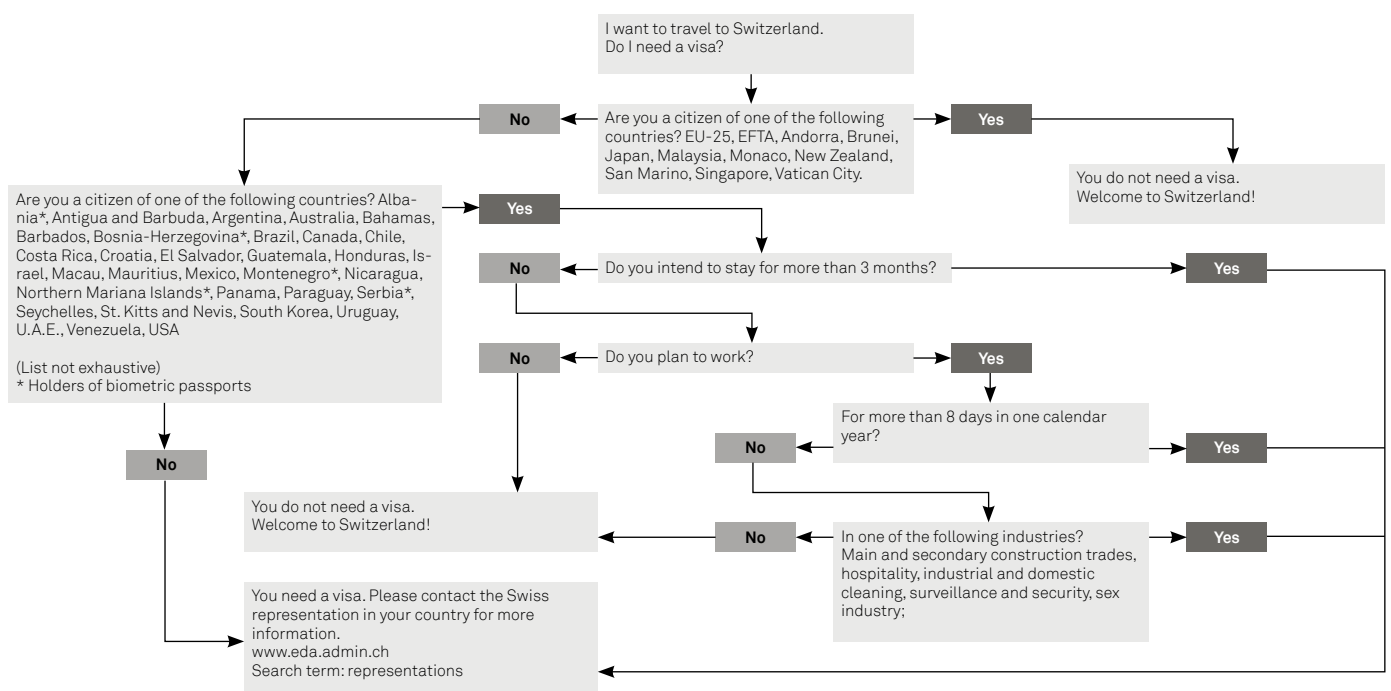 I want to travel to Switzerland.
Do I need a visa?
No
Are you a citizen of one of the following
countries? EU-25, EFTA, Andorra, Brunei,
Japan, Malaysia, Monaco, New Zealand,
San Marino, Singapore, Vatican City.
Yes
You do not need a visa.
Welcome to Switzerland!
Are you a citizen of one of the following countries? Alba-
nia*, Antigua and Barbuda, Argentina, Australia, Bahamas,
Barbados, Bosnia-Herzegovina*, Brazil, Canada, Chile,
Costa Rica, Croatia, El Salvador, Guatemala, Honduras, Is-
rael, Macau, Mauritius, Mexico, Montenegro*, Nicaragua,
Northern Mariana Islands*, Panama, Paraguay, Serbia*,
Seychelles, St. Kitts and Nevis, South Korea, Uruguay,
U.A.E., Venezuela, USA
(List not exhaustive)
* Holders of biometric passports
Yes
No
Do you intend to stay for more than 3 months?
Yes
No
Do you plan to work?
Yes
For more than 8 days in one calendar
year?
No
Yes
No
You do not need a visa.
Welcome to Switzerland!
No
In one of the following industries?
Main and secondary construction trades,
hospitality, industrial and domestic
cleaning, surveillance and security, sex
industry;
Yes
You need a visa. Please contact the Swiss
representation in your country for more
information.
www.eda.admin.ch
Search term: representations